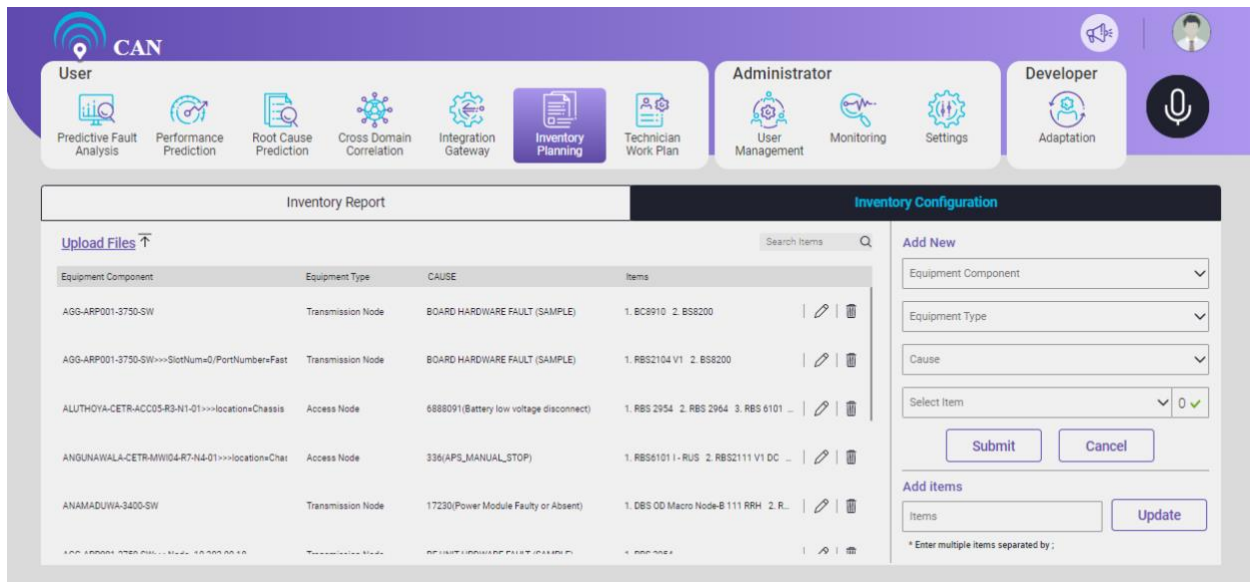 CAN
User
Administrator
Developer
Predictive Fault Analysis
Performance Prediction
Root Cause Prediction
Cross Domain Correlation
Integration Gateway
Inventory Planning
Technician Work Plan
User Management
Monitoring
Settings
Adaptation
Inventory Report
Inventory Configuration
Upload Files
Search Items
Equipment Component Equipment Type CAUSE Items
AGG-ARP001-3750-SW Transmission Node BOARD HARDWARE FAULT (SAMPLE) 1. BC8910 2. BS8200
AGG-ARP001-3750-SW>>>SlotNum=0/PortNumber=Fast Transmission Node BOARD HARDWARE FAULT (SAMPLE) 1. RBS2104 V1 2. BS8200
ALUTHOYA-CETR-ACC05-R3-N1-01>>>location=Chassis Access Node 6888091(Battery low voltage disconnect) 1. RBS 2954 2. RBS 2964 3. RBS 6101 ...
ANGUNAWALA-CETR-MWI04-R7-N4-01>>>location=Chas Access Node 336(APS_MANUAL_STOP) 1. RBS6101 I - RUS 2. RBS2111 V1 DC ...
ANAMADUWA-3400-SW Transmission Node 17230(Power Module Faulty or Absent) 1. DBS OD Macro Node-B 111 RRH 2. R...
Add New
Equipment Component
Equipment Type
Cause
Select Item 0
Submit Cancel
Add items
Items Update
* Enter multiple items separated by ;